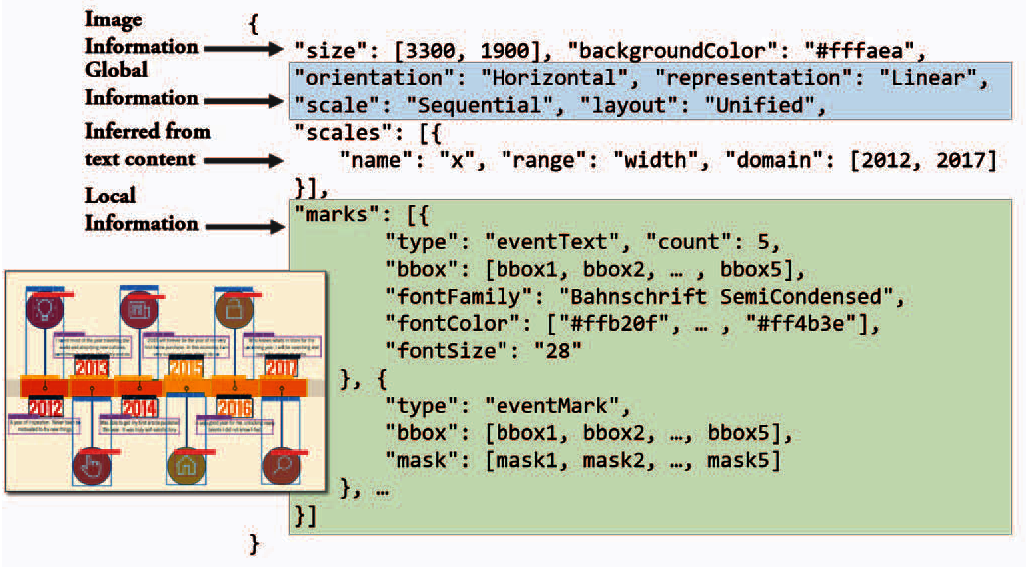 Image
Information
Global
Information
Inferred from
text content
Local
Information
{
"size": [3300, 1900], "backgroundColor": "#fffaea",
"orientation": "Horizontal", "representation": "Linear",
"scale": "Sequential", "layout": "Unified",
"scales": [{
"name": "x", "range": "width", "domain": [2012, 2017]
}],
"marks": [{
"type": "eventText", "count": 5,
"bbox": [bbox1, bbox2, … , bbox5],
"fontFamily": "Bahnschrift SemiCondensed",
"fontColor": ["#ffb20f", … , "#ff4b3e"],
"fontSize": "28"
}, {
"type": "eventMark",
"bbox": [bbox1, bbox2, …, bbox5],
"mask": [mask1, mask2, …, mask5]
}, …
}]
}
2013 2015 2017
2012 2014 2016